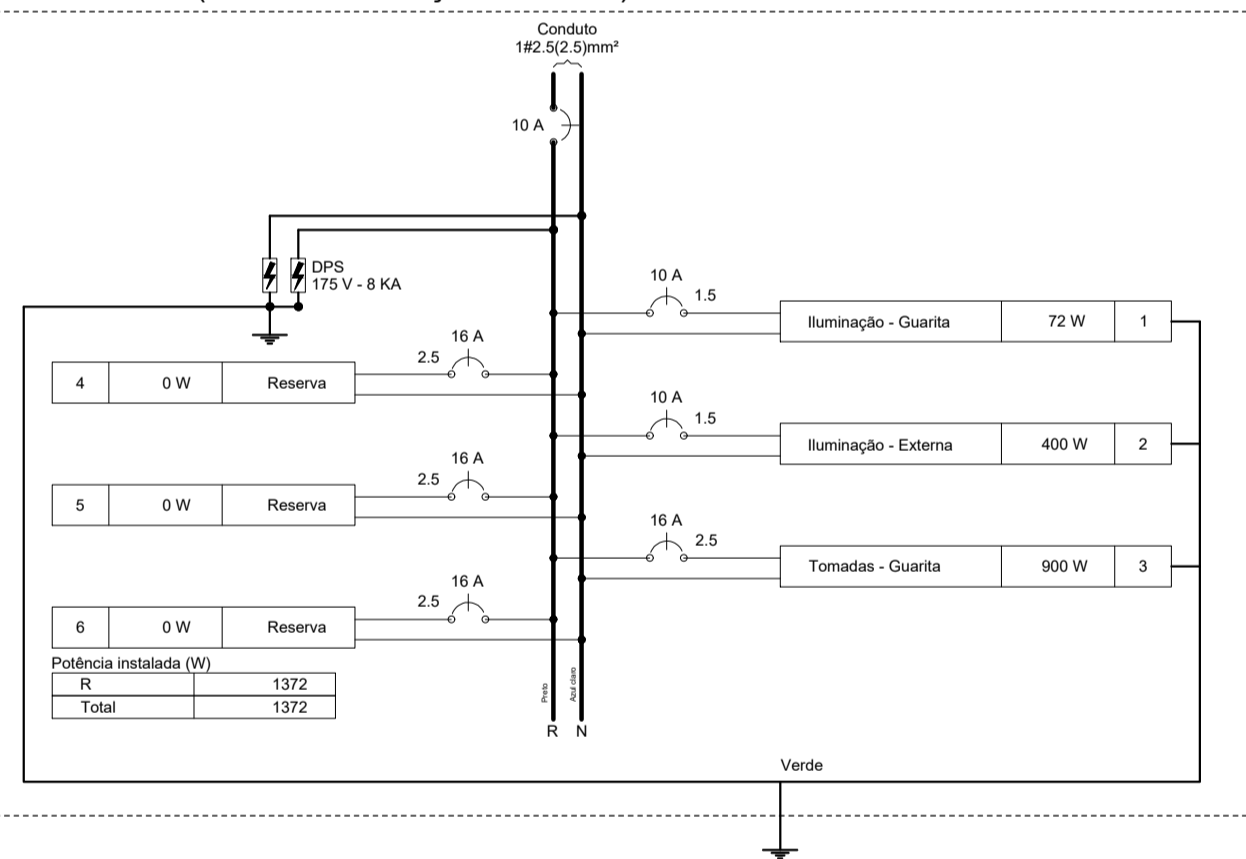 Conduto
1#2.5(2.5)mm²
10 A
DPS
175 V - 8 KA
10 A
1.5
Iluminação - Guarita 72 W 1
16 A
2.5
4 0 W Reserva
10 A
1.5
Iluminação - Externa 400 W 2
16 A
2.5
5 0 W Reserva
16 A
2.5
Tomadas - Guarita 900 W 3
16 A
2.5
6 0 W Reserva
Potência instalada (W)
R 1372
Total 1372
Preto
Azul claro
R N
Verde